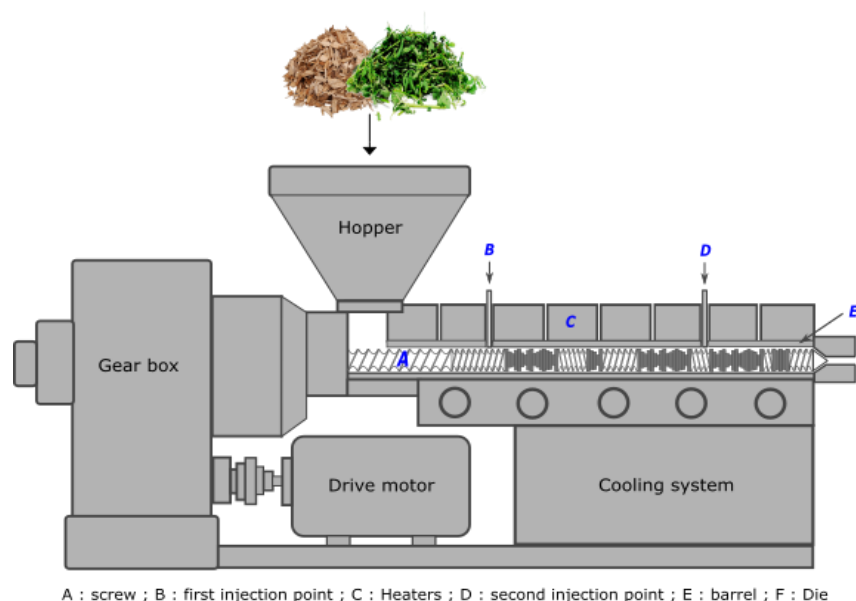 Hopper
B
D
C
E
A
Gear box
Drive motor
Cooling system
A : screw ; B : first injection point ; C : Heaters ; D : second injection point ; E : barrel ; F : Die